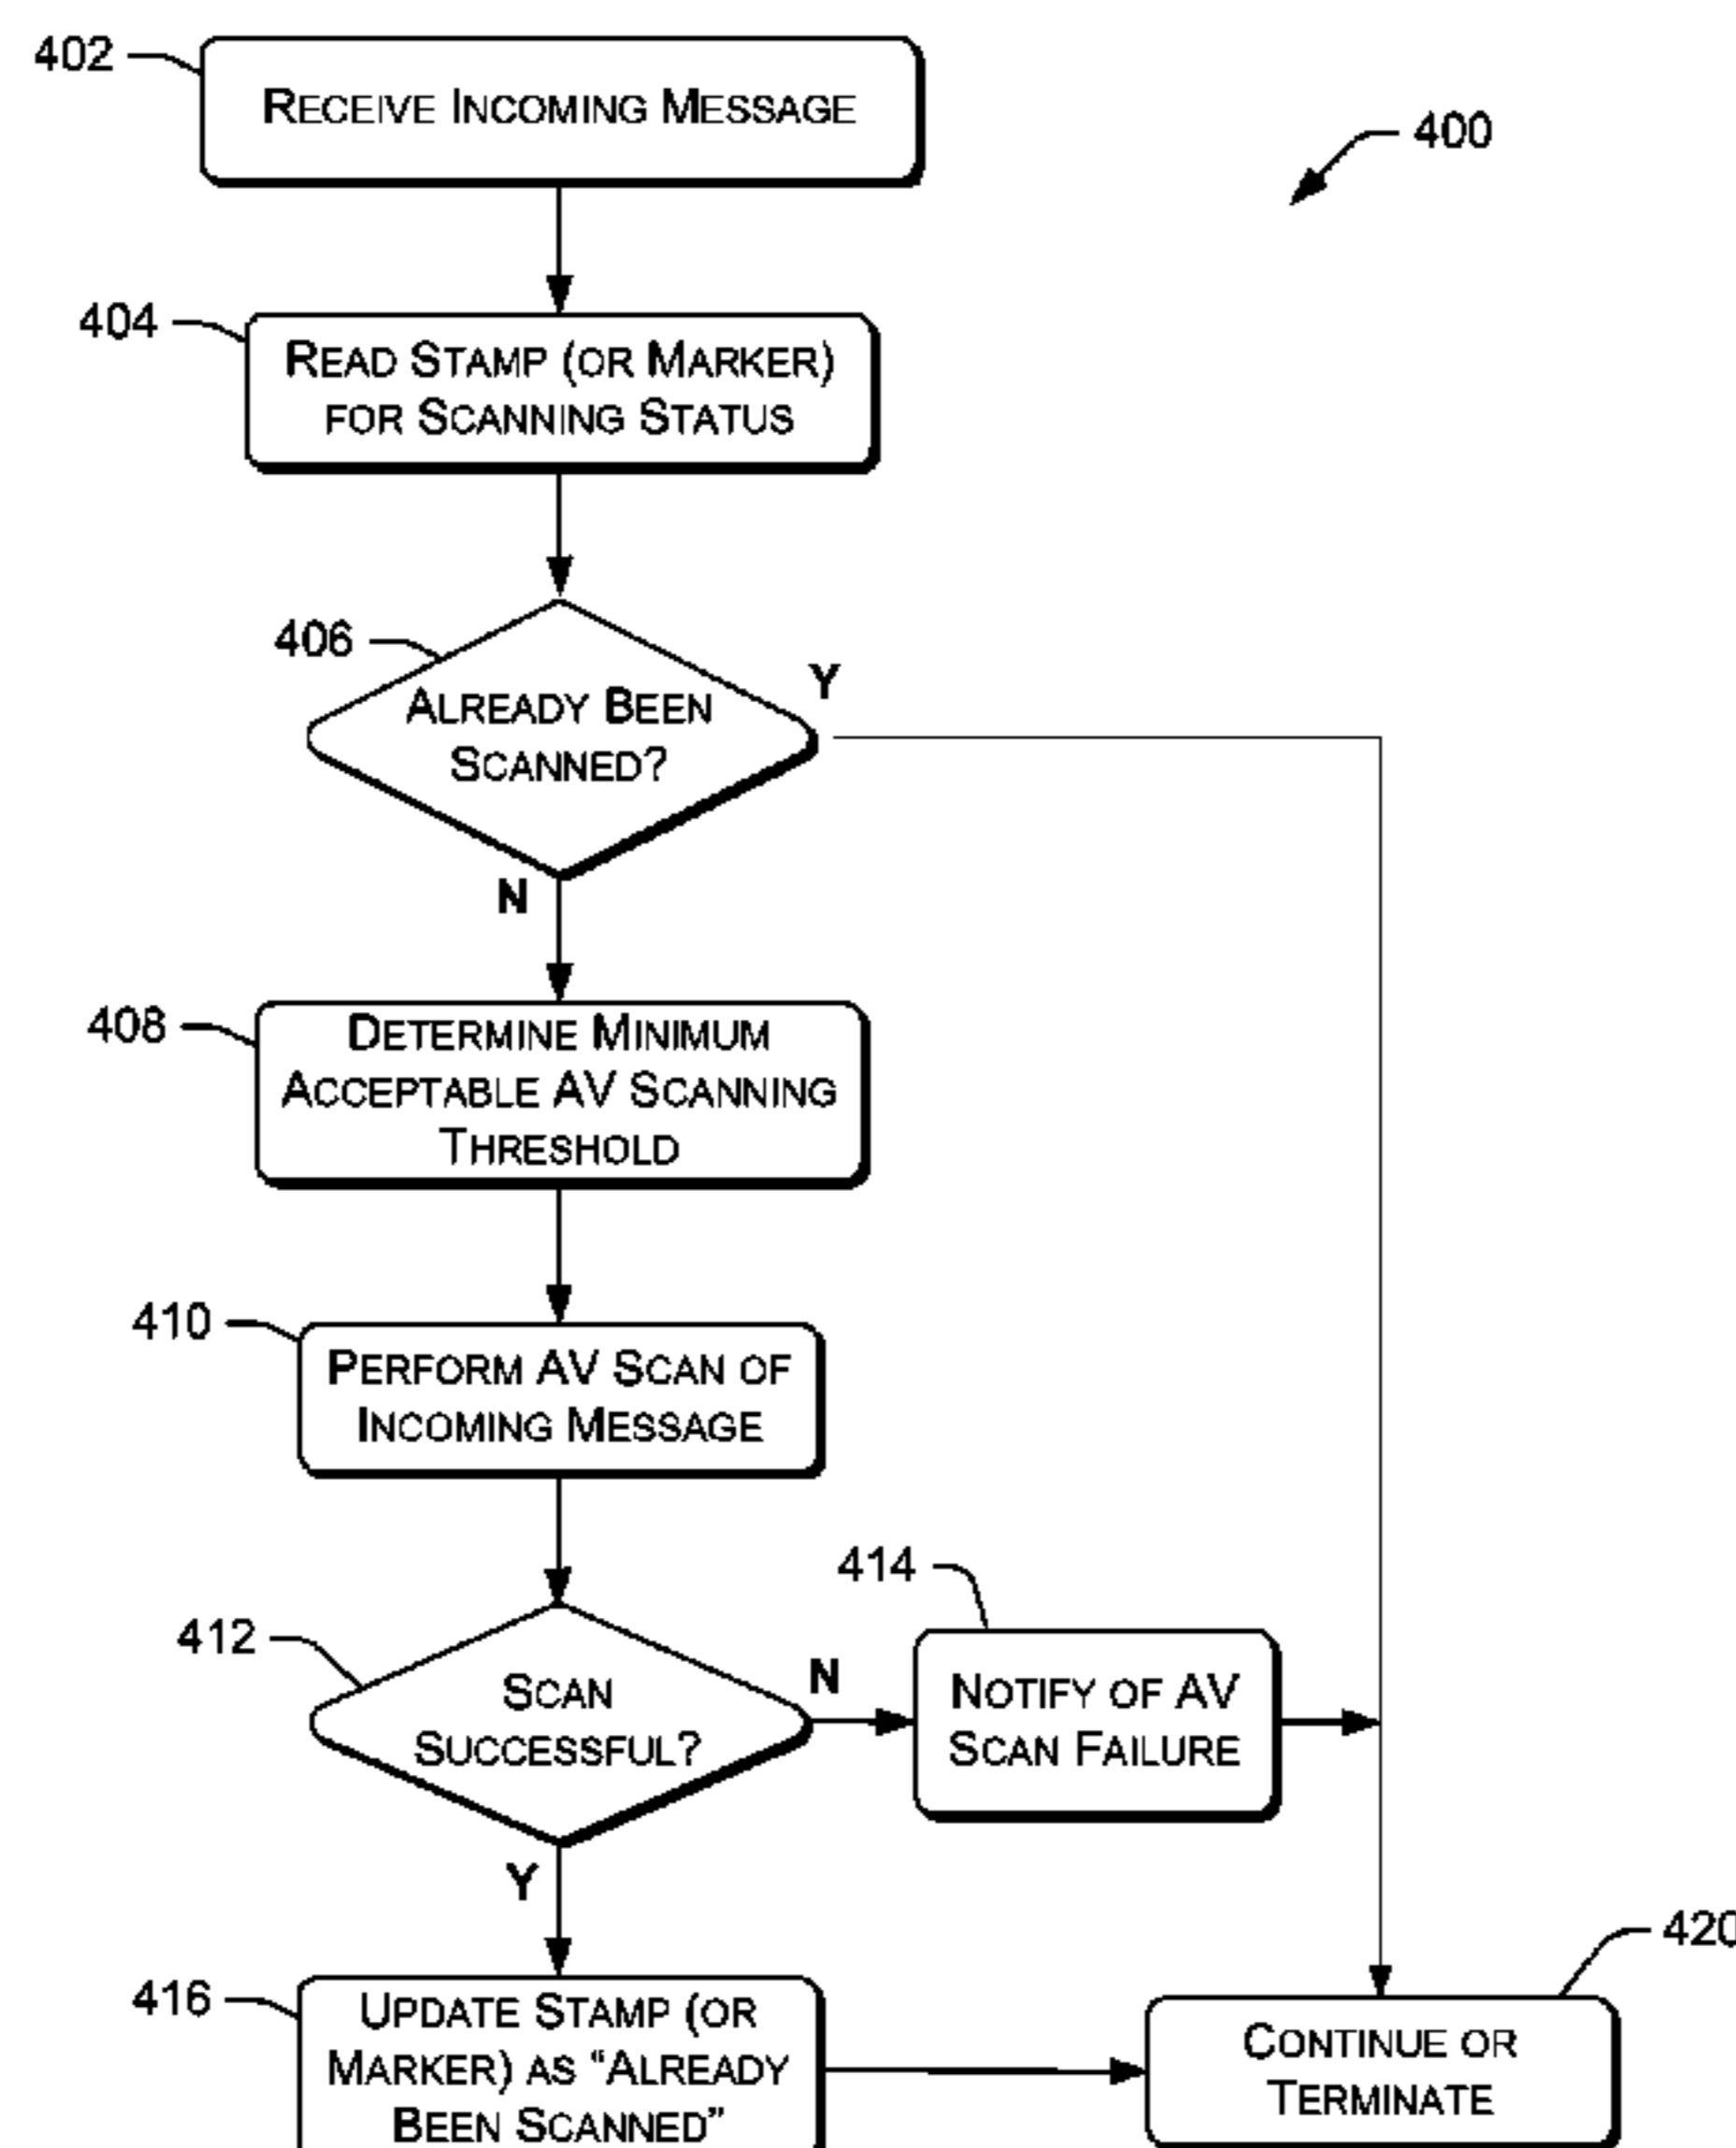 402
RECEIVE INCOMING MESSAGE
400
404
READ STAMP (OR MARKER)
FOR SCANNING STATUS
406
ALREADY BEEN
SCANNED?
Y
N
408
DETERMINE MINIMUM
ACCEPTABLE AV SCANNING
THRESHOLD
410
PERFORM AV SCAN OF
INCOMING MESSAGE
412
SCAN
SUCCESSFUL?
N
414
NOTIFY OF AV
SCAN FAILURE
Y
416
UPDATE STAMP (OR
MARKER) AS “ALREADY
BEEN SCANNED”
420
CONTINUE OR
TERMINATE